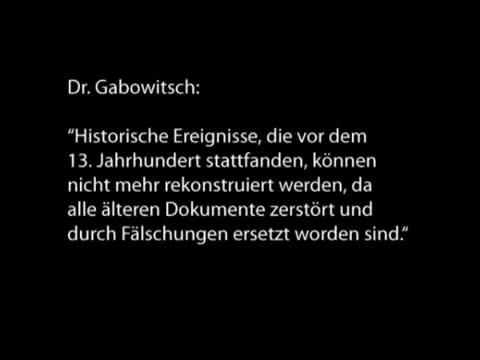 Dr. Gabowitsch:
“Historische Ereignisse, die vor dem
13. Jahrhundert stattfanden, können
nicht mehr rekonstruiert werden, da
alle älteren Dokumente zerstört und
durch Fälschungen ersetzt worden sind.“